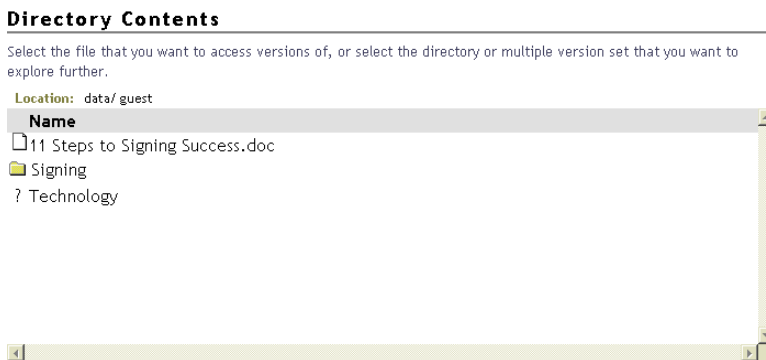 Directory Contents
Select the file that you want to access versions of, or select the directory or multiple version set that you want to
explore further.
Location: data/ guest
Name
11 Steps to Signing Success.doc
Signing
? Technology